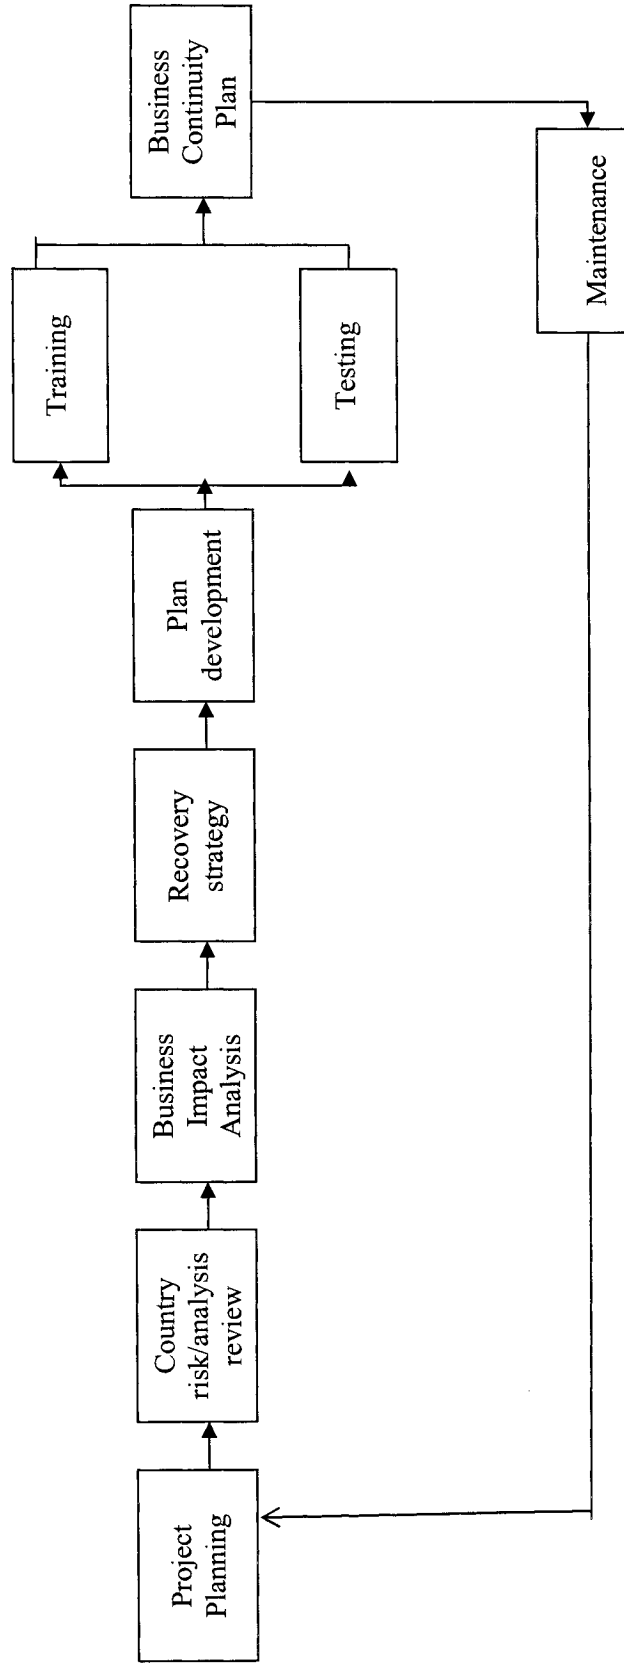 Project
Planning
Country
risk/analysis
review
Business
Impact
Analysis
Recovery
strategy
Plan
development
Training
Testing
Business
Continuity
Plan
Maintenance